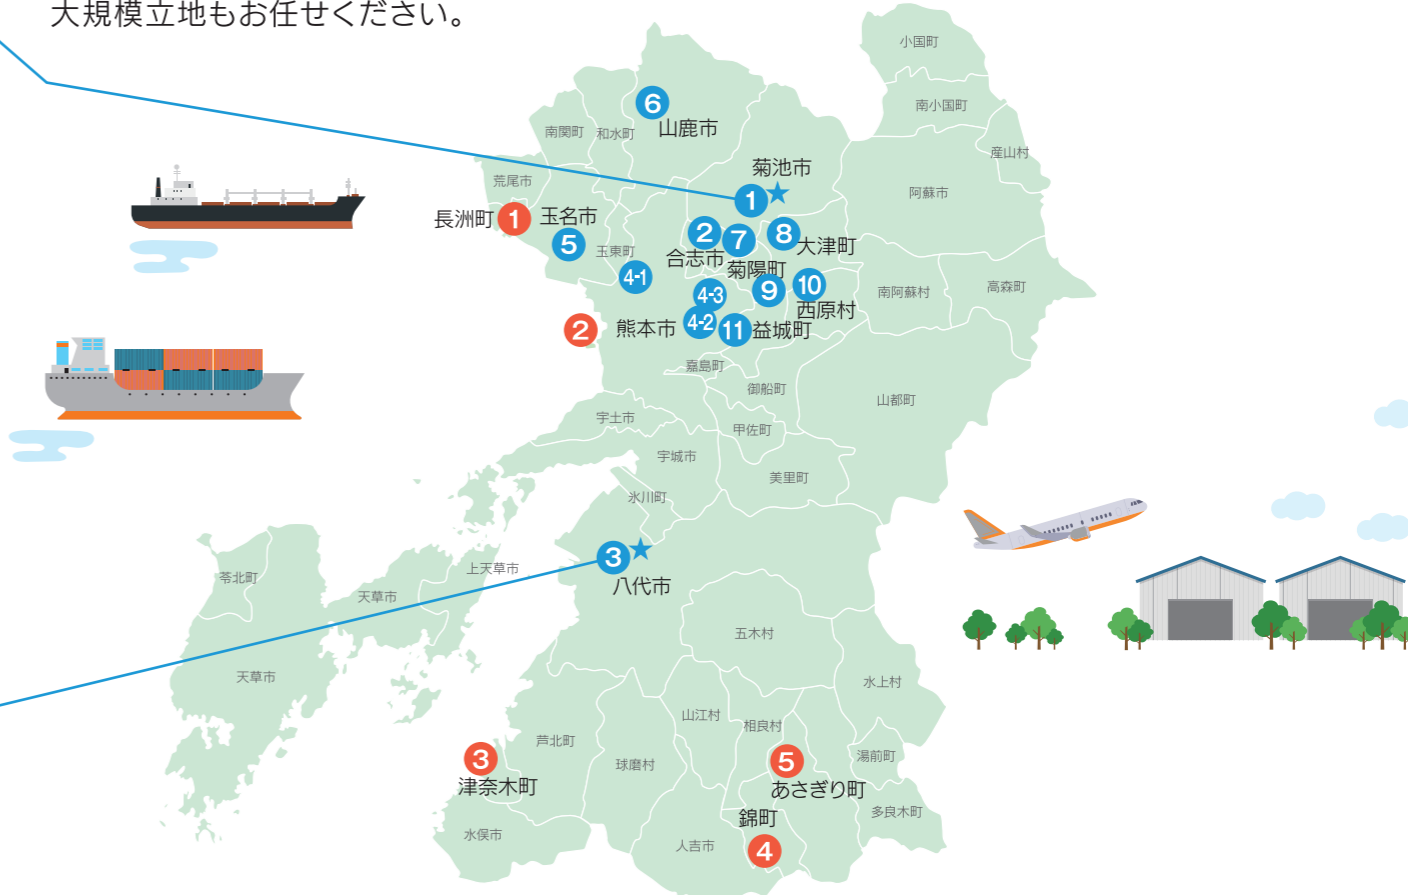 大規模立地もお任せください。
小国町
南小国町
産山村
6
山鹿市
南関町
和水町
菊池市
荒尾市
阿蘇市
1
★
長洲町
1
玉名市
5
玉東町
2
合志市
7
菊陽町
8
大津町
4-1
4-3
9
10
西原村
南阿蘇村
高森町
2
熊本市
4-2
11
益城町
嘉島町
御船町
山都町
宇土市
甲佐町
宇城市
美里町
氷川町
3
★
八代市
苓北町
天草市
上天草市
五木村
天草市
水上村
山江村
相良村
芦北町
球磨村
湯前町
3
津奈木町
5
あさぎり町
多良木町
錦町
4
水俣市
人吉市